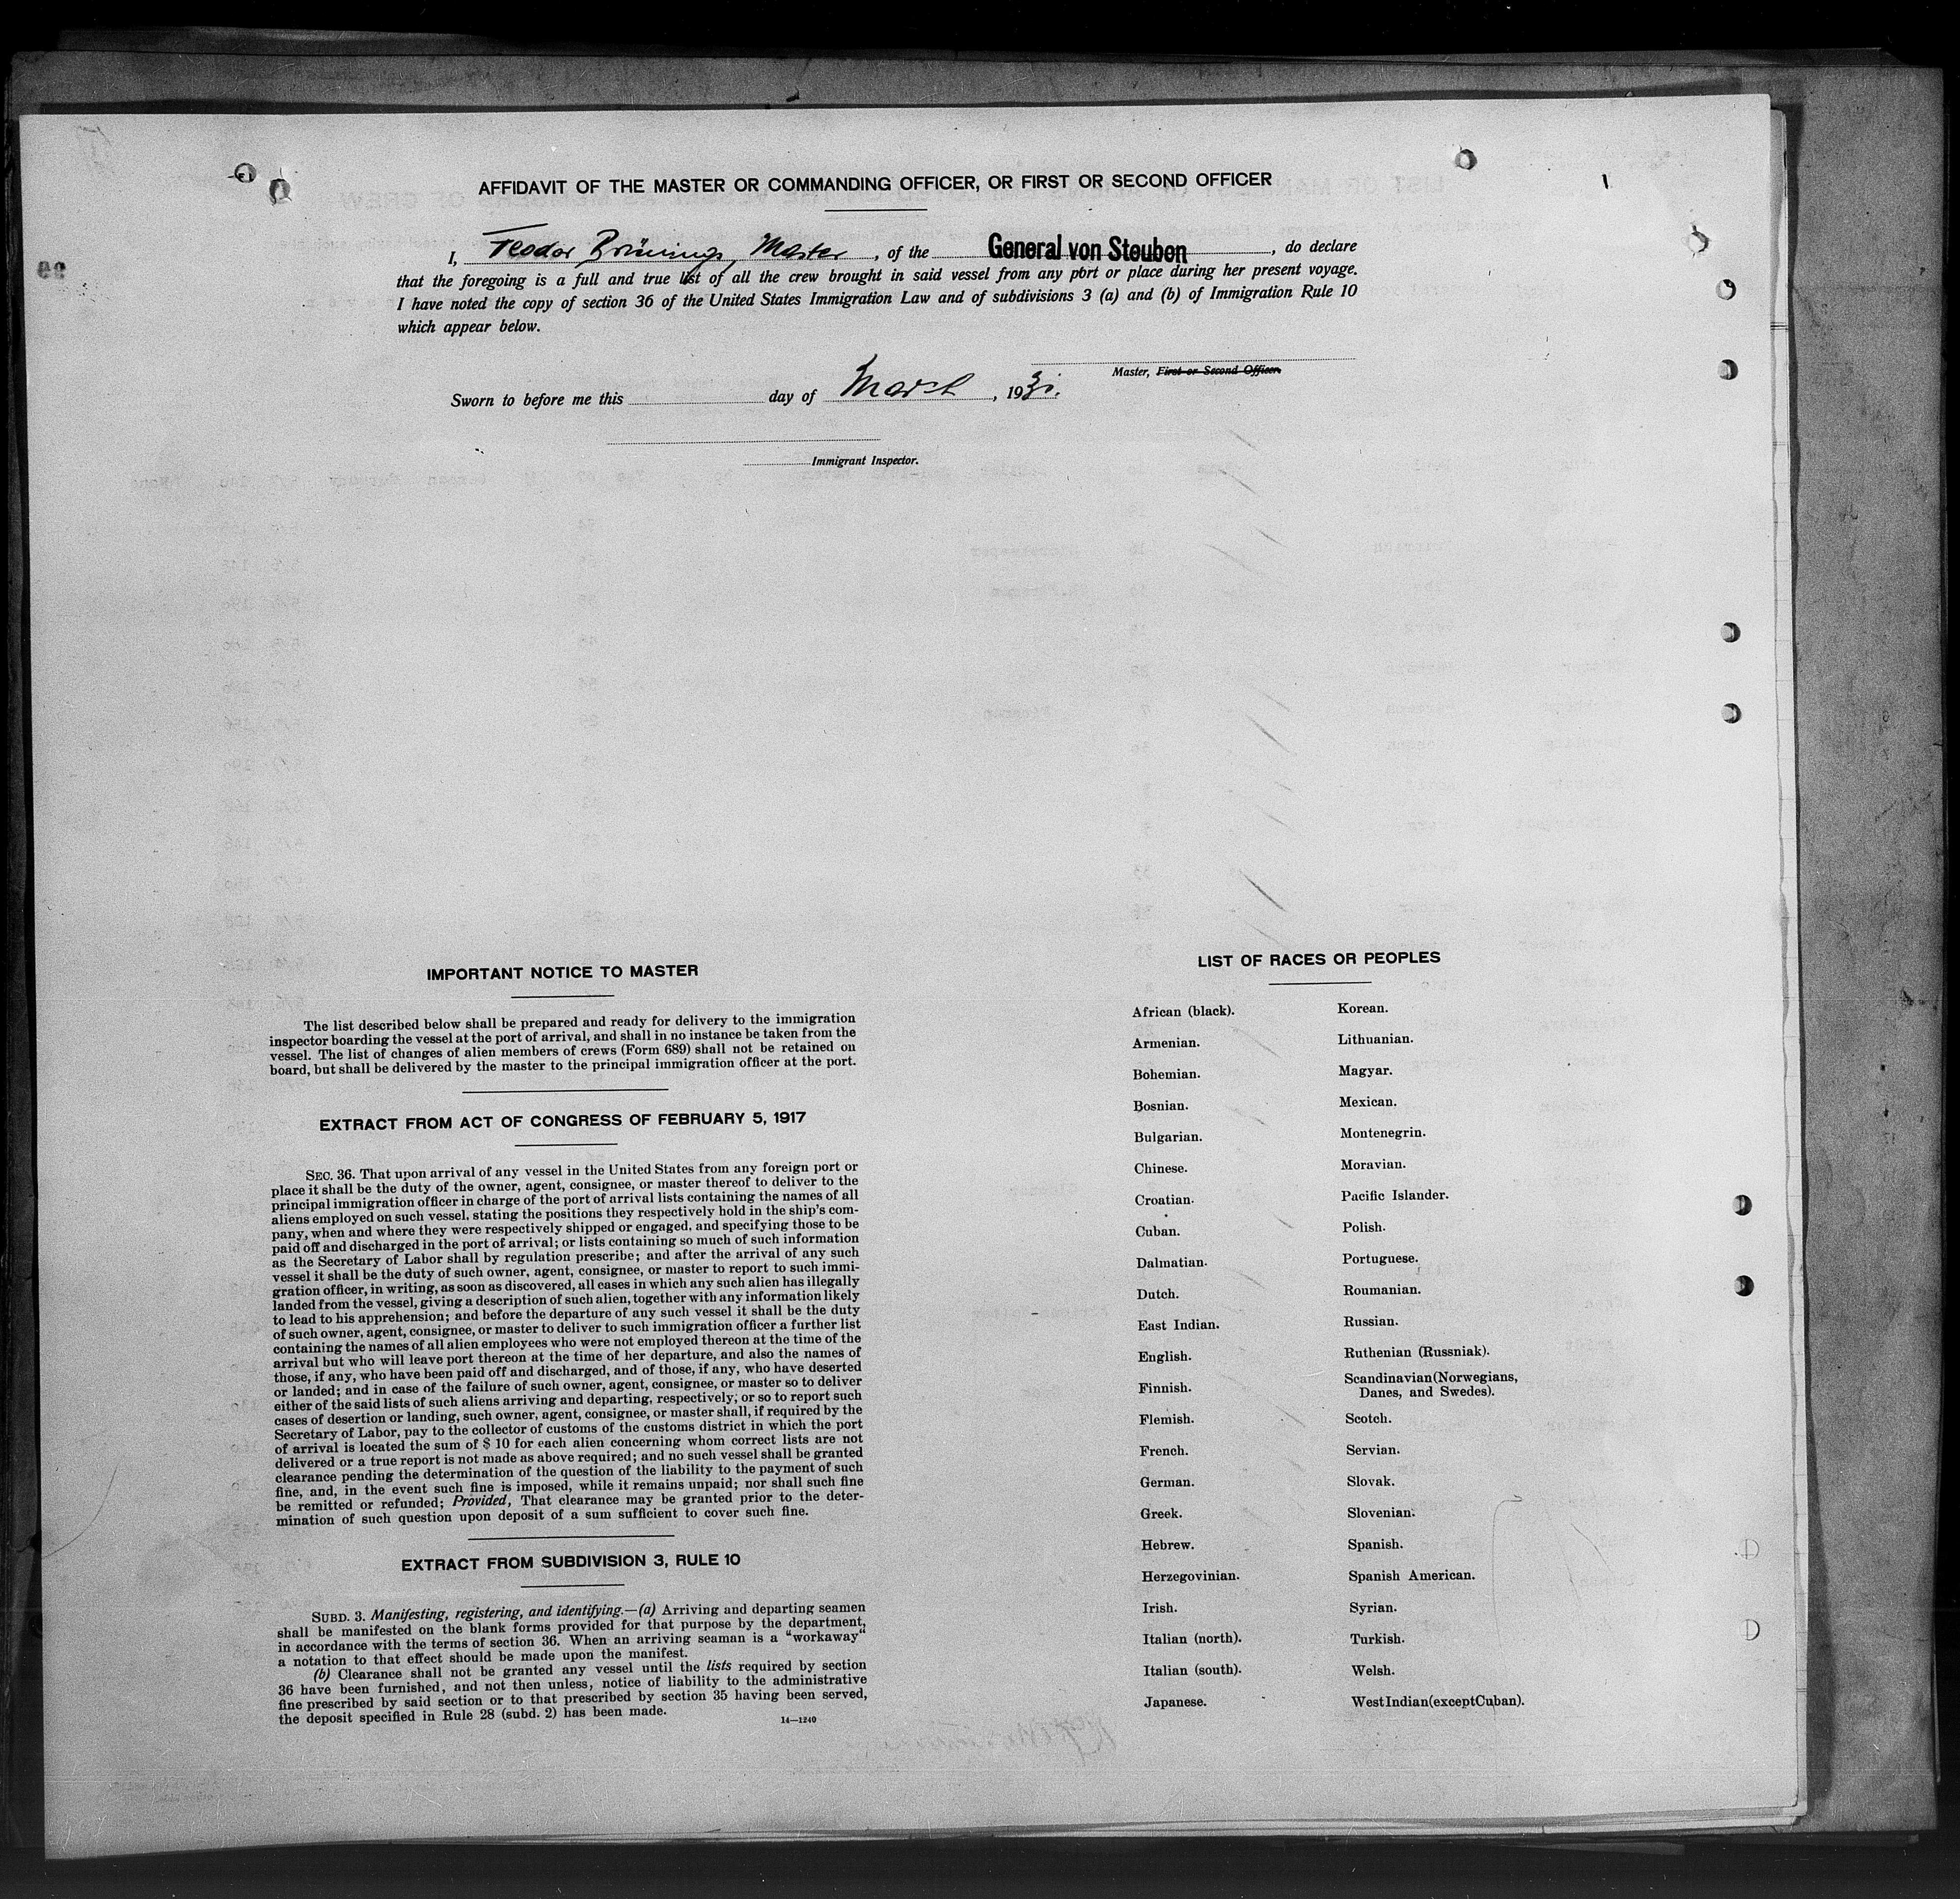 AFFIDAVIT OF THE MASTER OR COMMANDING OFFICER, OR FIRST OR SECOND OFFICER
I, Teodor Brünings, Master, of the General von Steuben, do declare
that the foregoing is a full and true list of all the crew brought in said vessel from any port or place during her present voyage.
I have noted the copy of section 36 of the United States Immigration Law and of subdivisions 3 (a) and (b) of Immigration Rule 10
which appear below.
Master, First or Second Officer.
Sworn to before me this day of March, 1931.
Immigrant Inspector.
IMPORTANT NOTICE TO MASTER
The list described below shall be prepared and ready for delivery to the immigration
inspector boarding the vessel at the port of arrival, and shall in no instance be taken from the
vessel. The list of changes of alien members of crews (Form 689) shall not be retained on
board, but shall be delivered by the master to the principal immigration officer at the port.
EXTRACT FROM ACT OF CONGRESS OF FEBRUARY 5, 1917
SEC. 36. That upon arrival of any vessel in the United States from any foreign port or
place it shall be the duty of the owner, agent, consignee, or master thereof to deliver to the
principal immigration officer in charge of the port of arrival lists containing the names of all
aliens employed on such vessel, stating the positions they respectively hold in the ship's com-
pany, when and where they were respectively shipped or engaged, and specifying those to be
paid off and discharged in the port of arrival; or lists containing so much of such information
as the Secretary of Labor shall by regulation prescribe; and after the arrival of any such
vessel it shall be the duty of such owner, agent, consignee, or master to report to such immi-
gration officer, in writing, as soon as discovered, all cases in which any such alien has illegally
landed from the vessel, giving a description of such alien, together with any information likely
to lead to his apprehension; and before the departure of any such vessel it shall be the duty
of such owner, agent, consignee, or master to deliver to such immigration officer a further list
containing the names of all alien employees who were not employed thereon at the time of the
arrival but who will leave port thereon at the time of her departure, and also the names of
those, if any, who have been paid off and discharged, and of those, if any, who have deserted
or landed; and in case of the failure of such owner, agent, consignee, or master so to deliver
either of the said lists of such aliens arriving and departing, respectively, or so to report such
cases of desertion or landing, such owner, agent, consignee, or master shall, if required by the
Secretary of Labor, pay to the collector of customs of the customs district in which the port
of arrival is located the sum of $ 10 for each alien concerning whom correct lists are not
delivered or a true report is not made as above required; and no such vessel shall be granted
clearance pending the determination of the question of the liability to the payment of such
fine, and, in the event such fine is imposed, while it remains unpaid; nor shall such fine
be remitted or refunded; Provided, That clearance may be granted prior to the deter-
mination of such question upon deposit of a sum sufficient to cover such fine.
EXTRACT FROM SUBDIVISION 3, RULE 10
SUBD. 3. Manifesting, registering, and identifying.—(a) Arriving and departing seamen
shall be manifested on the blank forms provided for that purpose by the department,
in accordance with the terms of section 36. When an arriving seaman is a "workaway"
a notation to that effect should be made upon the manifest.
(b) Clearance shall not be granted any vessel until the lists required by section
36 have been furnished, and not then unless, notice of liability to the administrative
fine prescribed by said section or to that prescribed by section 35 having been served,
the deposit specified in Rule 28 (subd. 2) has been made.
14—1240
LIST OF RACES OR PEOPLES
African (black).
Armenian.
Bohemian.
Bosnian.
Bulgarian.
Chinese.
Croatian.
Cuban.
Dalmatian.
Dutch.
East Indian.
English.
Finnish.
Flemish.
French.
German.
Greek.
Hebrew.
Herzegovinian.
Irish.
Italian (north).
Italian (south).
Japanese.
Korean.
Lithuanian.
Magyar.
Mexican.
Montenegrin.
Moravian.
Pacific Islander.
Polish.
Portuguese.
Roumanian.
Russian.
Ruthenian (Russniak).
Scandinavian (Norwegians,
Danes, and Swedes).
Scotch.
Servian.
Slovak.
Slovenian.
Spanish.
Spanish American.
Syrian.
Turkish.
Welsh.
West Indian (except Cuban).